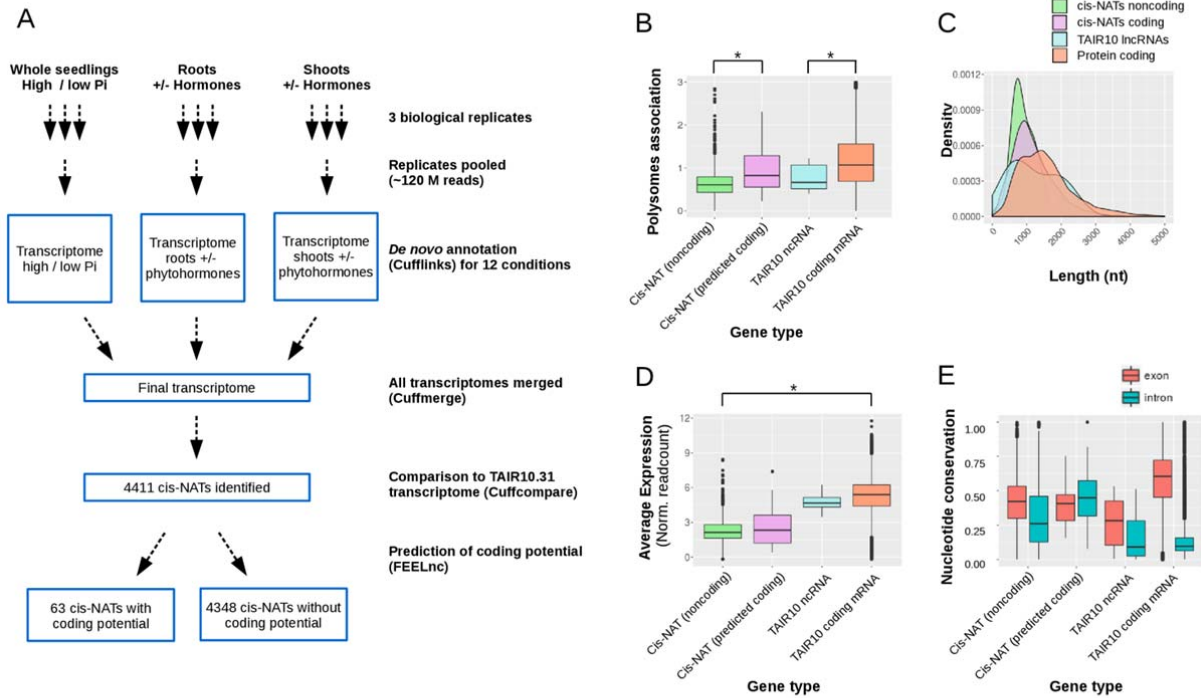 A
Whole seedlings
High / low Pi
Roots
+/- Hormones
Shoots
+/- Hormones
3 biological replicates
Replicates pooled
(~120 M reads)
Transcriptome
high / low Pi
Transcriptome
roots +/-
phytohormones
Transcriptome
shoots +/-
phytohormones
De novo annotation
(Cufflinks) for 12 conditions
Final transcriptome
All transcriptomes merged
(Cuffmerge)
4411 cis-NATs identified
Comparison to TAIR10.31
transcriptome (Cuffcompare)
Prediction of coding potential
(FEELnc)
63 cis-NATs with
coding potential
4348 cis-NATs without
coding potential
B
*
*
Polysomes association
3
2
1
0
Cis-NAT (noncoding)
Cis-NAT (predicted coding)
TAIR10 ncRNA
TAIR10 coding mRNA
Gene type
C
cis-NATs noncoding
cis-NATs coding
TAIR10 lncRNAs
Protein coding
Density
0.0012
0.0009
0.0006
0.0003
0.0000
0
1000
2000
3000
4000
5000
Length (nt)
D
*
Average Expression
(Norm. readcount)
12
9
6
3
0
Cis-NAT (noncoding)
Cis-NAT (predicted coding)
TAIR10 ncRNA
TAIR10 coding mRNA
Gene type
E
exon
intron
Nucleotide conservation
1.00
0.75
0.50
0.25
0.00
Cis-NAT (noncoding)
Cis-NAT (predicted coding)
TAIR10 ncRNA
TAIR10 coding mRNA
Gene type